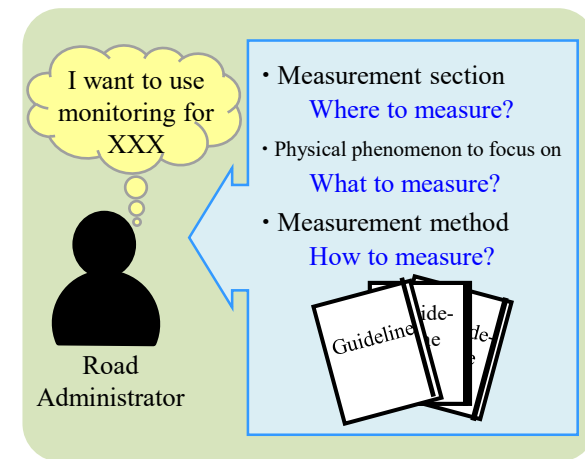 I want to use
monitoring for
XXX
Road
Administrator
・Measurement section
Where to measure?
・Physical phenomenon to focus on
What to measure?
・Measurement method
How to measure?
Guideline